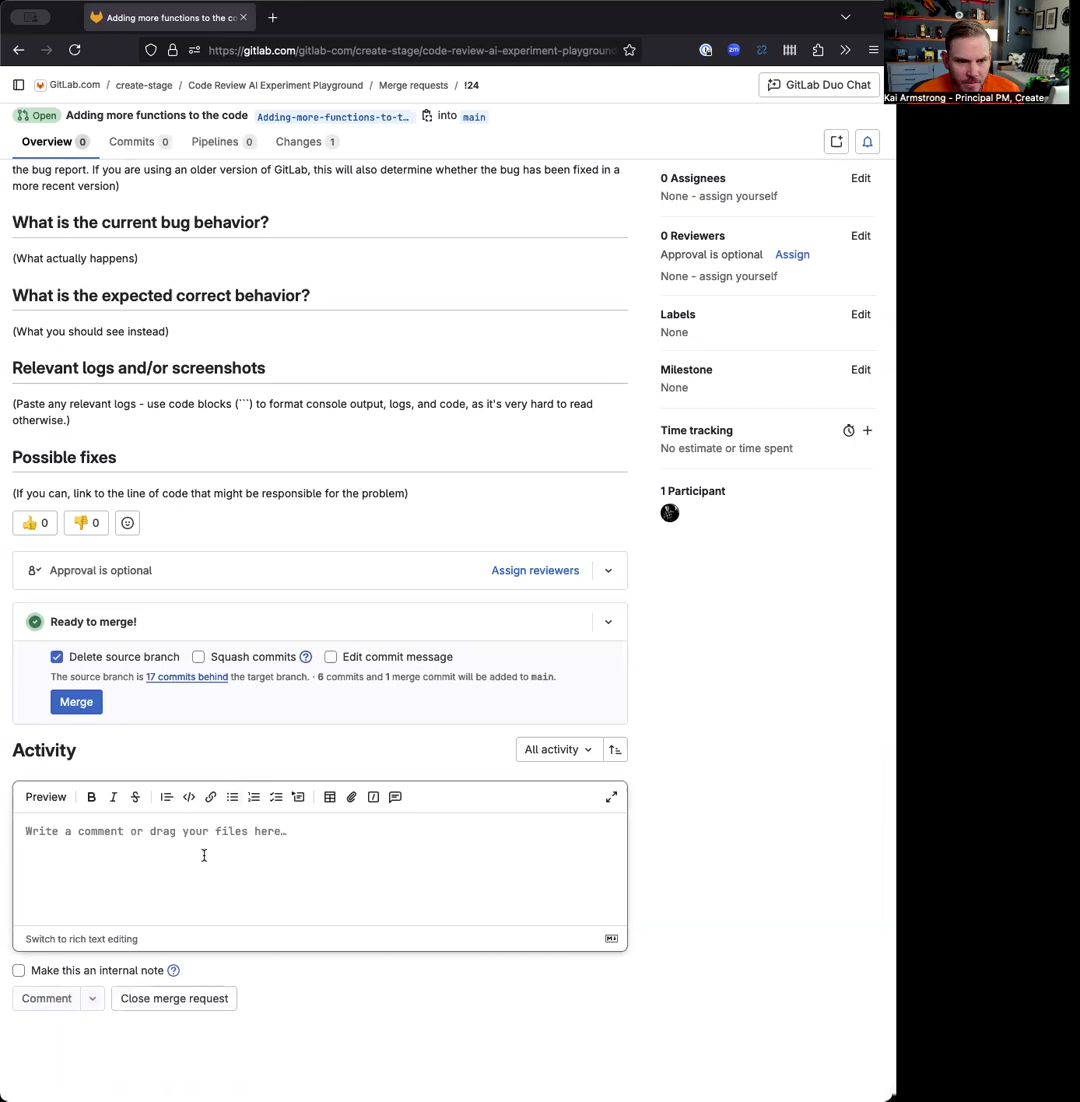 Adding more functions to the co
https://gitlab.com/gitlab-com/create-stage/code-review-ai-experiment-playground
zm
Kai Armstrong - Principal PM, Create
GitLab.com / create-stage / Code Review AI Experiment Playground / Merge requests / !24
GitLab Duo Chat
Open Adding more functions to the code Adding-more-functions-to-t… into main
Overview 0 Commits 0 Pipelines 0 Changes 1
the bug report. If you are using an older version of GitLab, this will also determine whether the bug has been fixed in a
more recent version)
What is the current bug behavior?
(What actually happens)
What is the expected correct behavior?
(What you should see instead)
Relevant logs and/or screenshots
(Paste any relevant logs - use code blocks (```) to format console output, logs, and code, as it's very hard to read
otherwise.)
Possible fixes
(If you can, link to the line of code that might be responsible for the problem)
0 0
Approval is optional Assign reviewers
Ready to merge!
Delete source branch Squash commits Edit commit message
The source branch is 17 commits behind the target branch. · 6 commits and 1 merge commit will be added to main.
Merge
Activity
All activity
Preview
Write a comment or drag your files here…
Switch to rich text editing
Make this an internal note
Comment Close merge request
0 Assignees Edit
None - assign yourself
0 Reviewers Edit
Approval is optional Assign
None - assign yourself
Labels Edit
None
Milestone Edit
None
Time tracking
No estimate or time spent
1 Participant